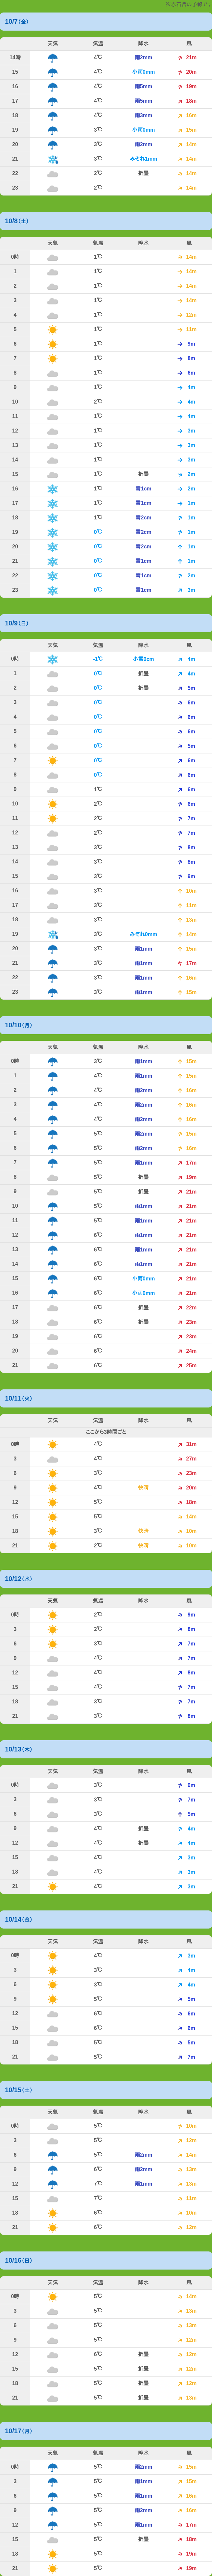 10/7(金)
天気 気温 降水 風
14時 4℃ 雨2mm 21m
15 4℃ 小雨0mm 20m
16 4℃ 雨5mm 19m
17 4℃ 雨5mm 18m
18 4℃ 雨3mm 16m
19 3℃ 小雨0mm 15m
20 3℃ 雨2mm 14m
21 3℃ みぞれ1mm 14m
22 2℃ 折曇 14m
23 2℃ 14m
10/8(土)
天気 気温 降水 風
0時 1℃ 14m
1 1℃ 14m
2 1℃ 14m
3 1℃ 14m
4 1℃ 12m
5 1℃ 11m
6 1℃ 9m
7 1℃ 8m
8 1℃ 6m
9 1℃ 4m
10 2℃ 4m
11 1℃ 4m
12 1℃ 3m
13 1℃ 3m
14 1℃ 3m
15 1℃ 折曇 2m
16 1℃ 雪1cm 2m
17 1℃ 雪1cm 1m
18 1℃ 雪2cm 1m
19 0℃ 雪2cm 1m
20 0℃ 雪2cm 1m
21 0℃ 雪1cm 1m
22 0℃ 雪1cm 2m
23 0℃ 雪1cm 3m
10/9(日)
天気 気温 降水 風
0時 -1℃ 小雪0cm 4m
1 0℃ 折曇 4m
2 0℃ 折曇 5m
3 0℃ 6m
4 0℃ 6m
5 0℃ 6m
6 0℃ 5m
7 0℃ 6m
8 0℃ 6m
9 1℃ 6m
10 2℃ 6m
11 2℃ 7m
12 2℃ 7m
13 3℃ 8m
14 3℃ 8m
15 3℃ 9m
16 3℃ 10m
17 3℃ 11m
18 3℃ 13m
19 3℃ みぞれ0mm 14m
20 3℃ 雨1mm 15m
21 3℃ 雨1mm 17m
22 3℃ 雨1mm 16m
23 3℃ 雨1mm 15m
10/10(月)
天気 気温 降水 風
0時 3℃ 雨1mm 15m
1 4℃ 雨1mm 15m
2 4℃ 雨2mm 16m
3 4℃ 雨2mm 16m
4 4℃ 雨2mm 16m
5 5℃ 雨2mm 15m
6 5℃ 雨2mm 16m
7 5℃ 雨1mm 17m
8 5℃ 折曇 19m
9 5℃ 折曇 21m
10 5℃ 雨1mm 21m
11 5℃ 雨1mm 21m
12 6℃ 雨1mm 21m
13 6℃ 雨1mm 21m
14 6℃ 雨1mm 21m
15 6℃ 小雨0mm 21m
16 6℃ 小雨0mm 21m
17 6℃ 折曇 22m
18 6℃ 折曇 23m
19 6℃ 23m
20 6℃ 24m
21 6℃ 25m
10/11(火)
天気 気温 降水 風
ここから3時間ごと
0時 4℃ 31m
3 4℃ 27m
6 3℃ 23m
9 4℃ 快晴 20m
12 5℃ 18m
15 5℃ 14m
18 3℃ 快晴 10m
21 2℃ 快晴 10m
10/12(水)
天気 気温 降水 風
0時 2℃ 9m
3 2℃ 8m
6 3℃ 7m
9 4℃ 7m
12 4℃ 8m
15 4℃ 7m
18 3℃ 7m
21 3℃ 8m
10/13(木)
天気 気温 降水 風
0時 3℃ 9m
3 3℃ 7m
6 3℃ 5m
9 4℃ 折曇 4m
12 4℃ 折曇 4m
15 4℃ 3m
18 4℃ 3m
21 4℃ 3m
10/14(金)
天気 気温 降水 風
0時 4℃ 3m
3 4℃ 4m
6 3℃ 4m
9 5℃ 5m
12 6℃ 6m
15 6℃ 6m
18 5℃ 5m
21 5℃ 7m
10/15(土)
天気 気温 降水 風
0時 5℃ 10m
3 5℃ 12m
6 5℃ 雨2mm 14m
9 6℃ 雨2mm 13m
12 7℃ 雨1mm 13m
15 7℃ 11m
18 6℃ 10m
21 6℃ 12m
10/16(日)
天気 気温 降水 風
0時 5℃ 14m
3 5℃ 13m
6 5℃ 13m
9 5℃ 12m
12 6℃ 折曇 12m
15 5℃ 折曇 12m
18 5℃ 折曇 12m
21 5℃ 折曇 13m
10/17(月)
天気 気温 降水 風
0時 5℃ 雨2mm 15m
3 5℃ 雨1mm 15m
6 5℃ 雨1mm 16m
9 5℃ 雨2mm 16m
12 5℃ 雨1mm 17m
15 5℃ 折曇 18m
18 5℃ 19m
21 5℃ 19m